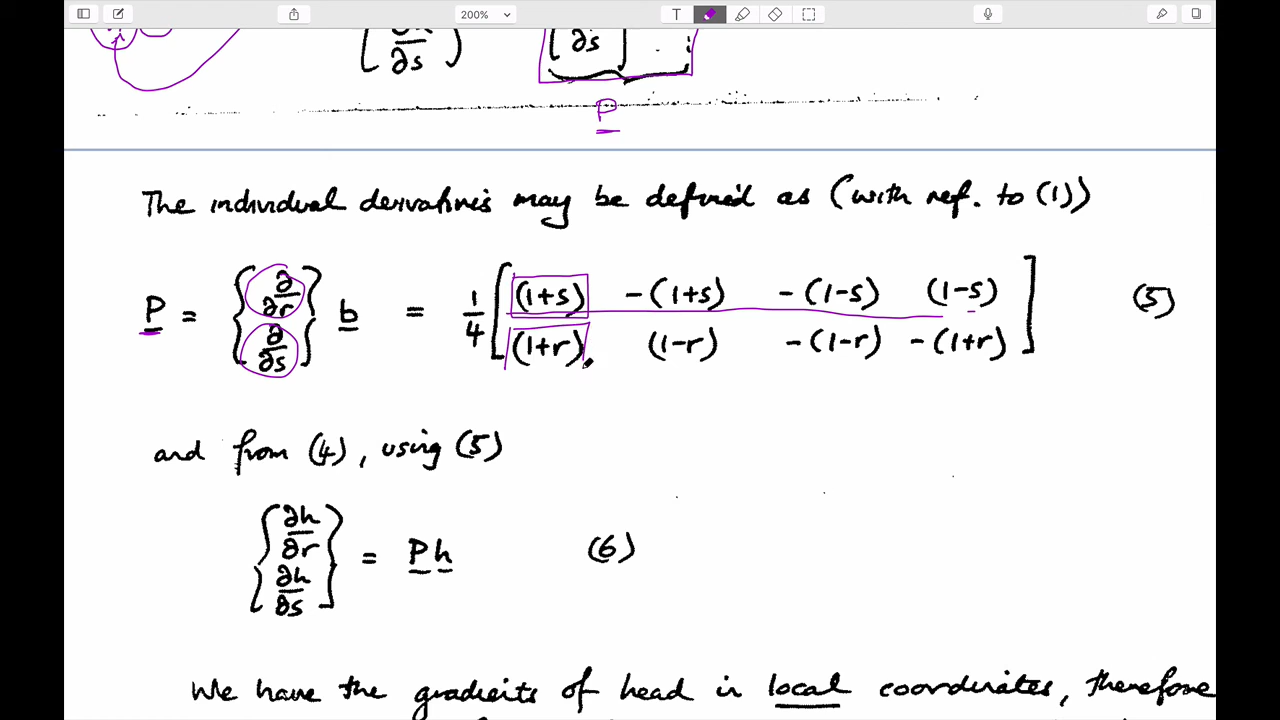 200%
T
∂s
∂s
P
The individual derivatives may be defined as (with ref. to (1))
P = { ∂/∂r ∂/∂s } b = 1/4 [ (1+s) -(1+s) -(1-s) (1-s)
(1+r) (1-r) -(1-r) -(1+r) ] (5)
and from (4), using (5)
{ ∂h/∂r ∂h/∂s } = P h (6)
We have the gradients of head in local coordinates, therefore